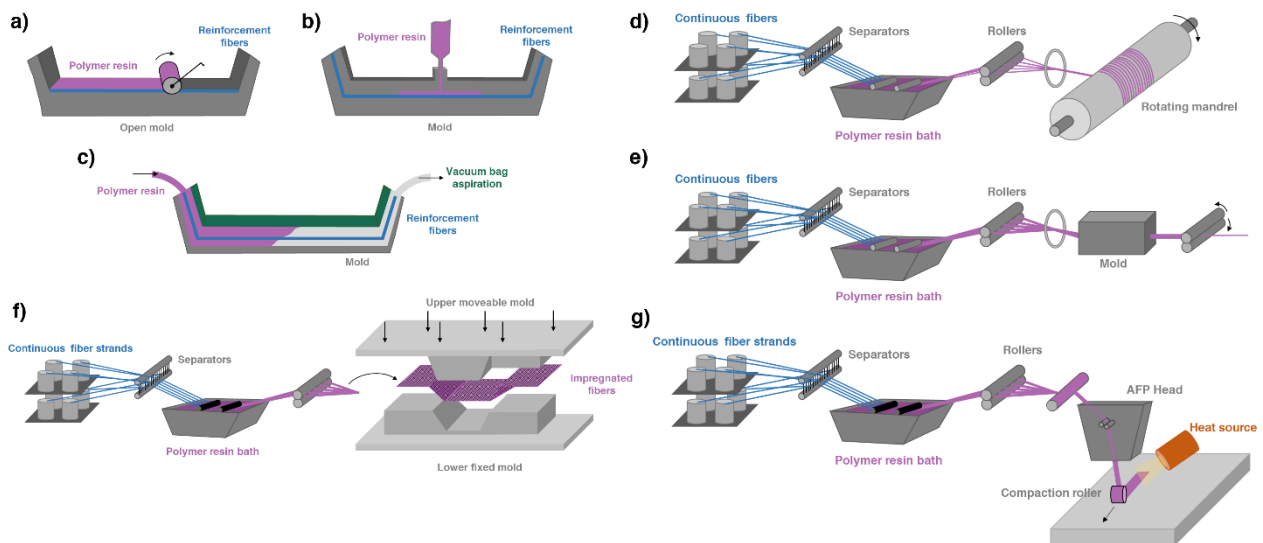 a)
Reinforcement
fibers
Polymer resin
Open mold
b)
Polymer resin
Reinforcement
fibers
Mold
c)
Polymer resin
Vacuum bag
aspiration
Reinforcement
fibers
Mold
d)
Continuous fibers
Separators
Rollers
Polymer resin bath
Rotating mandrel
e)
Continuous fibers
Separators
Rollers
Polymer resin bath
Mold
f)
Continuous fiber strands
Separators
Polymer resin bath
Upper moveable mold
Impregnated
fibers
Lower fixed mold
g)
Continuous fiber strands
Separators
Rollers
Polymer resin bath
AFP Head
Heat source
Compaction roller